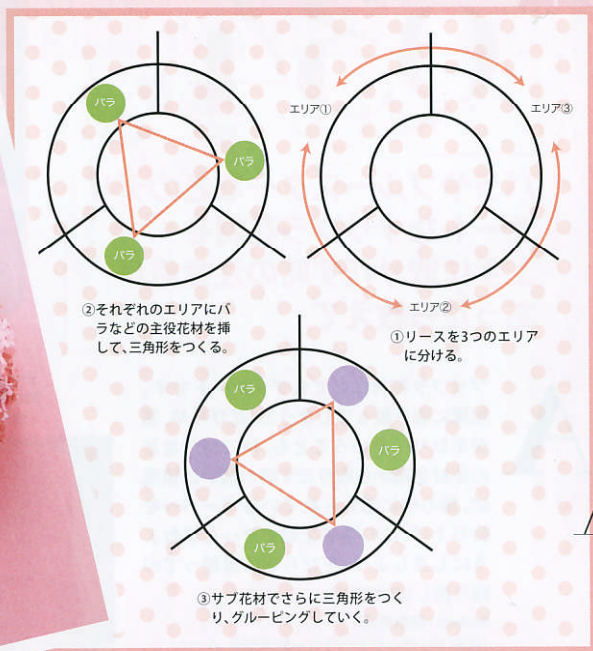 エリア①
エリア③
エリア②
①リースを3つのエリア
に分ける。
バラ
バラ
バラ
②それぞれのエリアにバ
ラなどの主役花材を挿
して、三角形をつくる。
バラ
バラ
バラ
③サブ花材でさらに三角形をつく
り、グルーピングしていく。